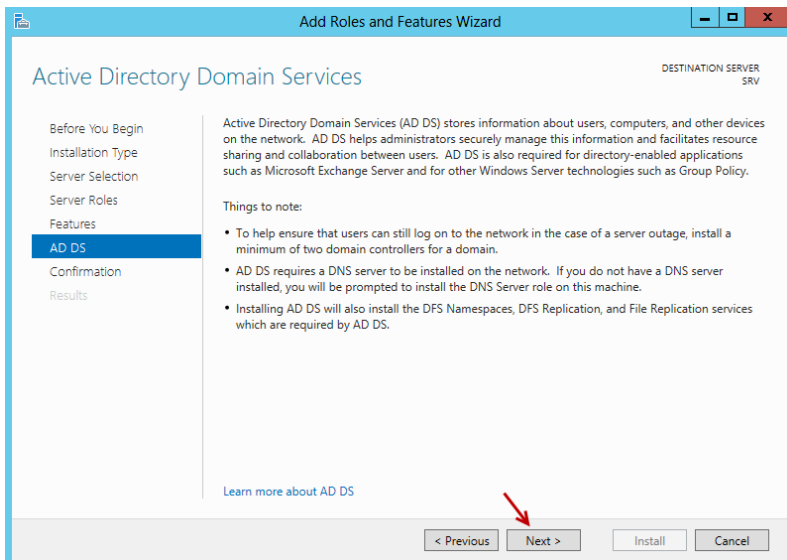 Add Roles and Features Wizard
Active Directory Domain Services
DESTINATION SERVER
SRV
Before You Begin
Installation Type
Server Selection
Server Roles
Features
AD DS
Confirmation
Results
Active Directory Domain Services (AD DS) stores information about users, computers, and other devices
on the network. AD DS helps administrators securely manage this information and facilitates resource
sharing and collaboration between users. AD DS is also required for directory-enabled applications
such as Microsoft Exchange Server and for other Windows Server technologies such as Group Policy.
Things to note:
• To help ensure that users can still log on to the network in the case of a server outage, install a
minimum of two domain controllers for a domain.
• AD DS requires a DNS server to be installed on the network. If you do not have a DNS server
installed, you will be prompted to install the DNS Server role on this machine.
• Installing AD DS will also install the DFS Namespaces, DFS Replication, and File Replication services
which are required by AD DS.
Learn more about AD DS
< Previous
Next >
Install
Cancel